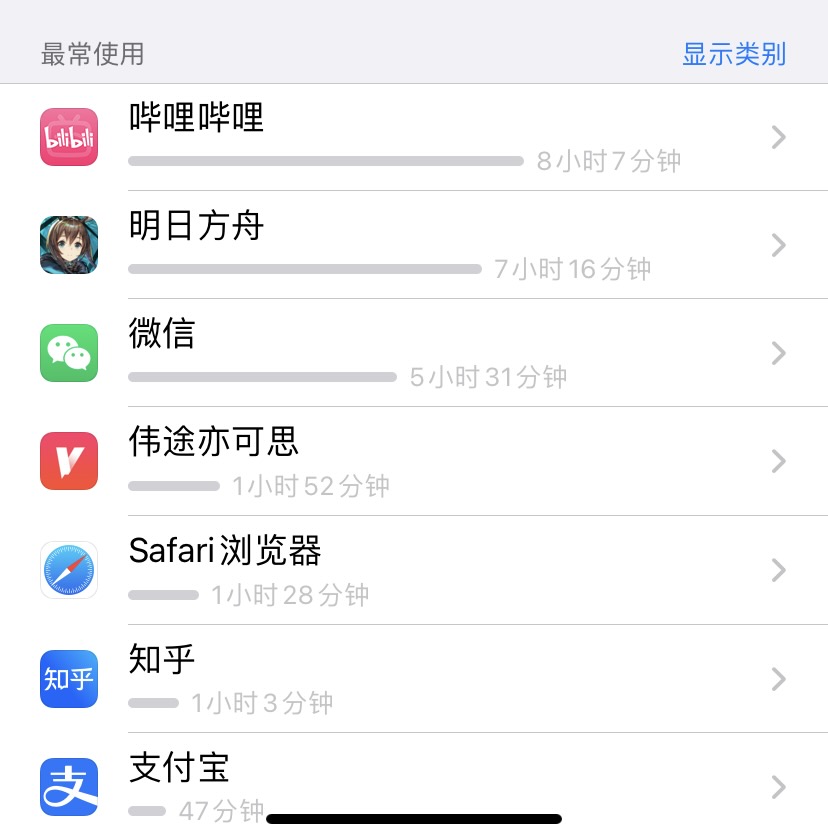 最常使用 显示类别
bilibili
哔哩哔哩
8小时7分钟
明日方舟
7小时16分钟
微信
5小时31分钟
伟途亦可思
1小时52分钟
Safari浏览器
1小时28分钟
知乎
知乎
1小时3分钟
支
支付宝
47分钟